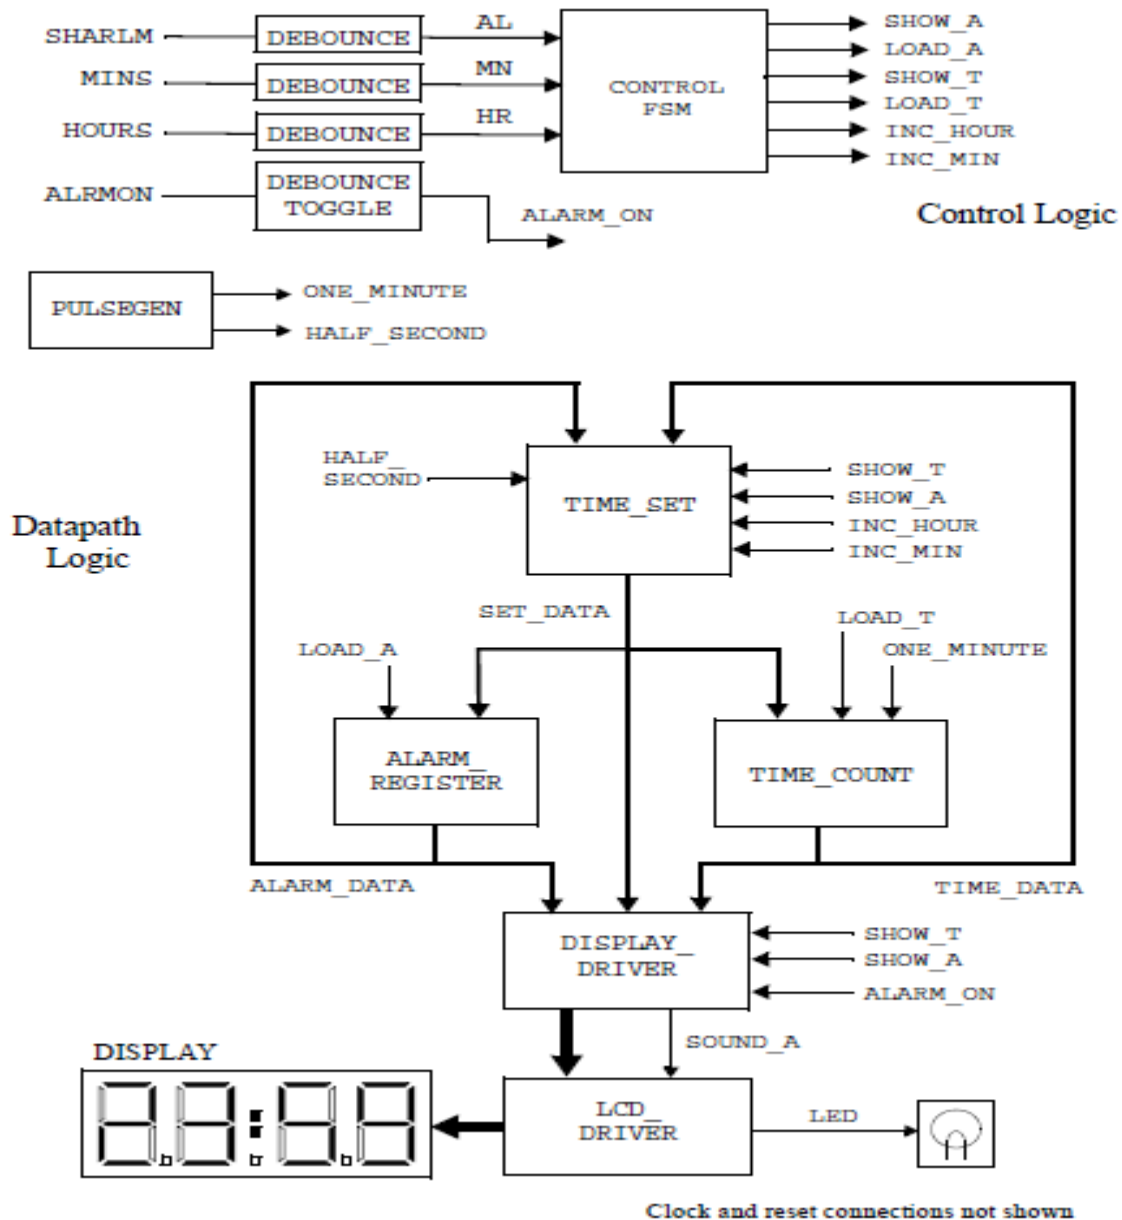 SHARLM
DEBOUNCE
AL
MINS
DEBOUNCE
MN
HOURS
DEBOUNCE
HR
ALRMON
DEBOUNCE
TOGGLE
ALARM_ON
CONTROL
FSM
SHOW_A
LOAD_A
SHOW_T
LOAD_T
INC_HOUR
INC_MIN
Control Logic
PULSEGEN
ONE_MINUTE
HALF_SECOND
Datapath
Logic
HALF_
SECOND
TIME_SET
SHOW_T
SHOW_A
INC_HOUR
INC_MIN
SET_DATA
LOAD_A
LOAD_T
ONE_MINUTE
ALARM_
REGISTER
TIME_COUNT
ALARM_DATA
TIME_DATA
DISPLAY_
DRIVER
SHOW_T
SHOW_A
ALARM_ON
SOUND_A
DISPLAY
LCD_
DRIVER
LED
Clock and reset connections not shown